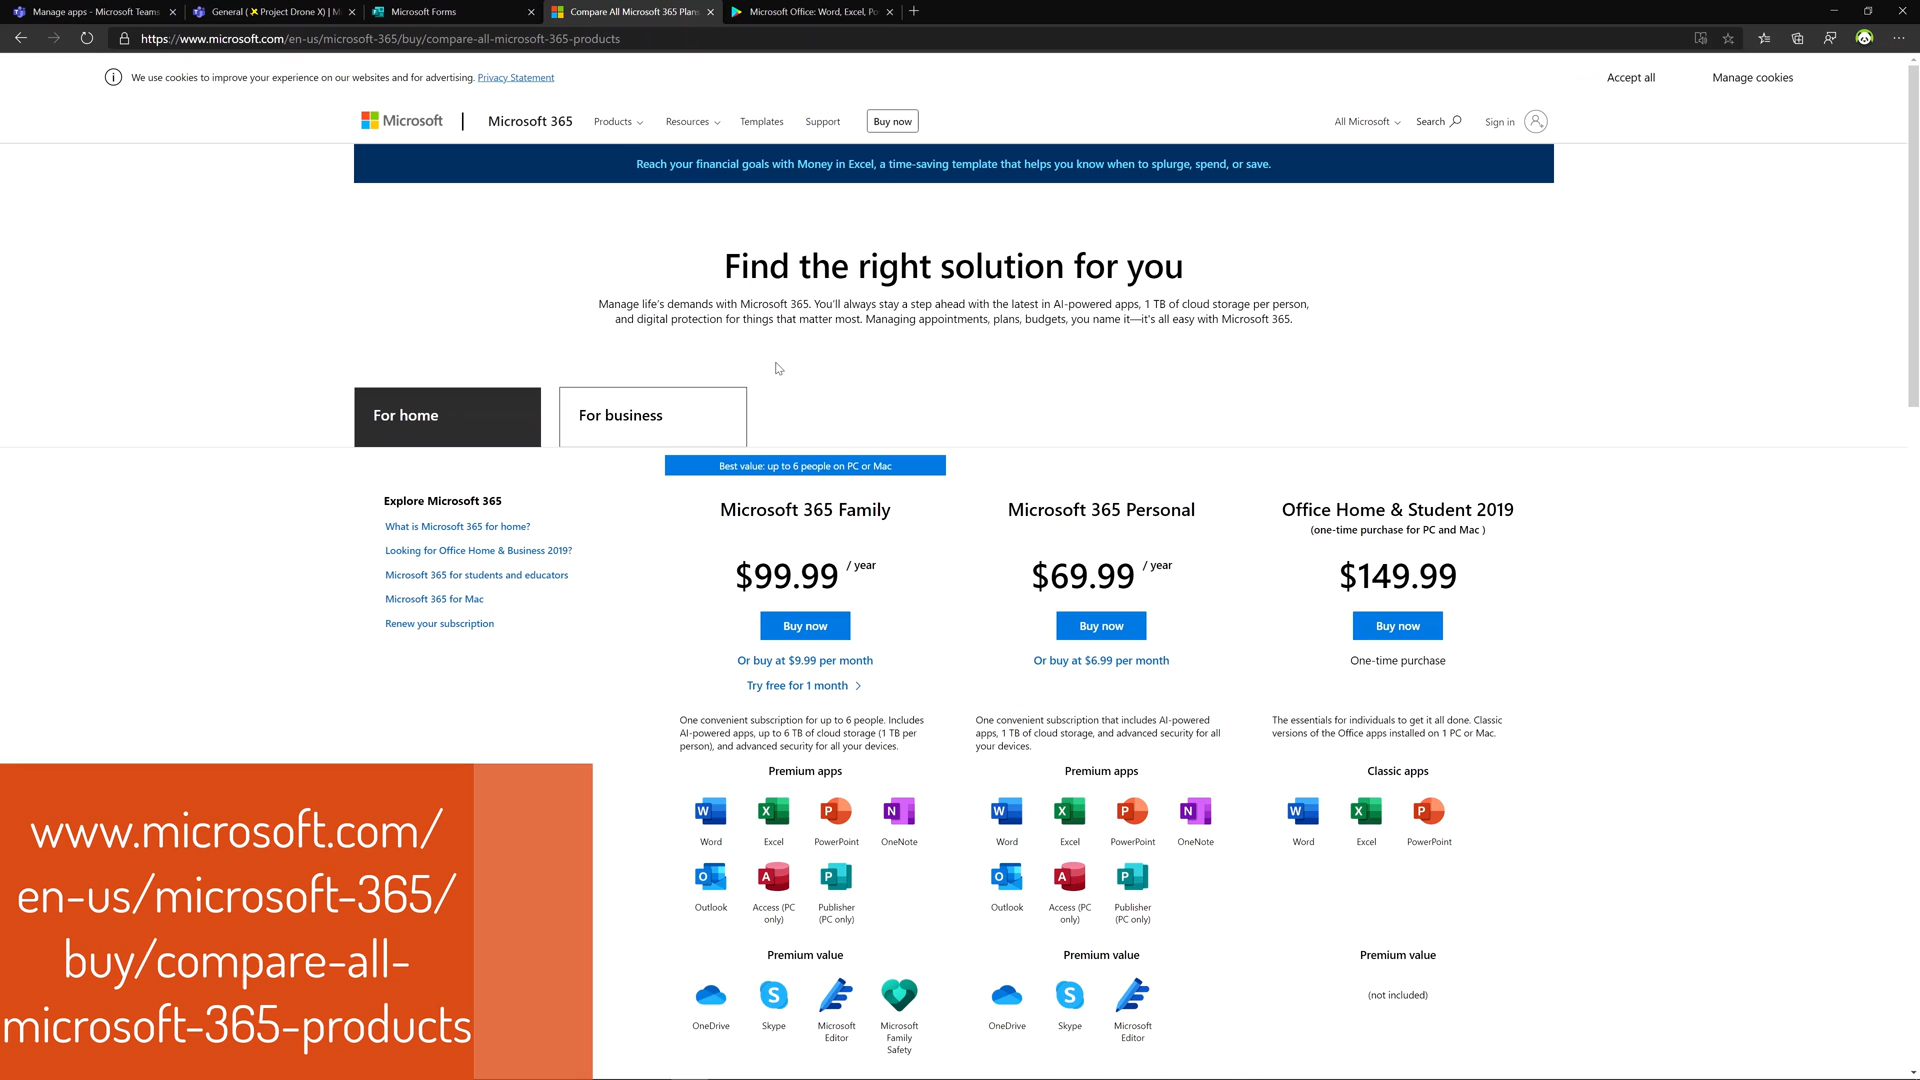 Manage apps - Microsoft Teams
General (Project Drone X) | M
Microsoft Forms
Compare All Microsoft 365 Plans
Microsoft Office: Word, Excel, Po
https://www.microsoft.com/en-us/microsoft-365/buy/compare-all-microsoft-365-products
We use cookies to improve your experience on our websites and for advertising. Privacy Statement
Accept all
Manage cookies
Microsoft
Microsoft 365
Products
Resources
Templates
Support
Buy now
All Microsoft
Search
Sign in
Reach your financial goals with Money in Excel, a time-saving template that helps you know when to splurge, spend, or save.
Find the right solution for you
Manage life's demands with Microsoft 365. You'll always stay a step ahead with the latest in AI-powered apps, 1 TB of cloud storage per person,
and digital protection for things that matter most. Managing appointments, plans, budgets, you name it—it's all easy with Microsoft 365.
For home
For business
Best value: up to 6 people on PC or Mac
Explore Microsoft 365
What is Microsoft 365 for home?
Looking for Office Home & Business 2019?
Microsoft 365 for students and educators
Microsoft 365 for Mac
Renew your subscription
Microsoft 365 Family
$99.99 / year
Buy now
Or buy at $9.99 per month
Try free for 1 month
One convenient subscription for up to 6 people. Includes
AI-powered apps, up to 6 TB of cloud storage (1 TB per
person), and advanced security for all your devices.
Premium apps
Word
Excel
PowerPoint
OneNote
Outlook
Access (PC
only)
Publisher
(PC only)
Premium value
OneDrive
Skype
Microsoft
Editor
Microsoft
Family
Safety
Microsoft 365 Personal
$69.99 / year
Buy now
Or buy at $6.99 per month
One convenient subscription that includes AI-powered
apps, 1 TB of cloud storage, and advanced security for all
your devices.
Premium apps
Word
Excel
PowerPoint
OneNote
Outlook
Access (PC
only)
Publisher
(PC only)
Premium value
OneDrive
Skype
Microsoft
Editor
Office Home & Student 2019
(one-time purchase for PC and Mac )
$149.99
Buy now
One-time purchase
The essentials for individuals to get it all done. Classic
versions of the Office apps installed on 1 PC or Mac.
Classic apps
Word
Excel
PowerPoint
Premium value
(not included)
www.microsoft.com/
en-us/microsoft-365/
buy/compare-all-
microsoft-365-products